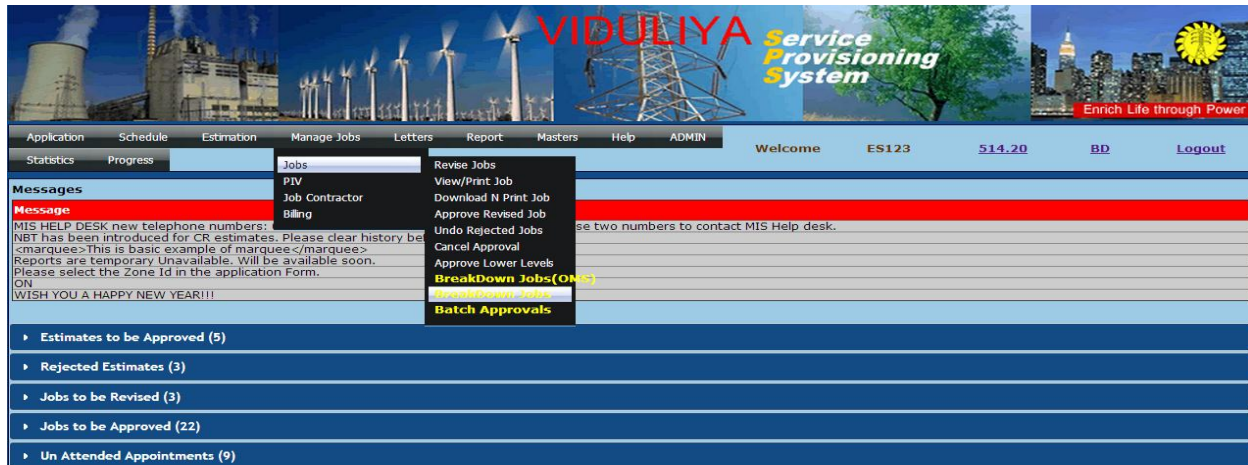 VIDULIYA
Service
Provisioning
System
Enrich Life through Power
Application Schedule Estimation Manage Jobs Letters Report Masters Help ADMIN
Statistics Progress
Welcome ES123 514.20 BD Logout
Jobs
PIV
Job Contractor
Billing
Revise Jobs
View/Print Job
Download N Print Job
Approve Revised Job
Undo Rejected Jobs
Cancel Approval
Approve Lower Levels
BreakDown Jobs(OMS)
BreakDown Jobs
Batch Approvals
Messages
Message
MIS HELP DESK new telephone numbers: se two numbers to contact MIS Help desk.
NBT has been introduced for CR estimates. Please clear history bef
<marquee>This is basic example of marquee</marquee>
Reports are temporary Unavailable. Will be available soon.
Please select the Zone Id in the application Form.
ON
WISH YOU A HAPPY NEW YEAR!!!
Estimates to be Approved (5)
Rejected Estimates (3)
Jobs to be Revised (3)
Jobs to be Approved (22)
Un Attended Appointments (9)